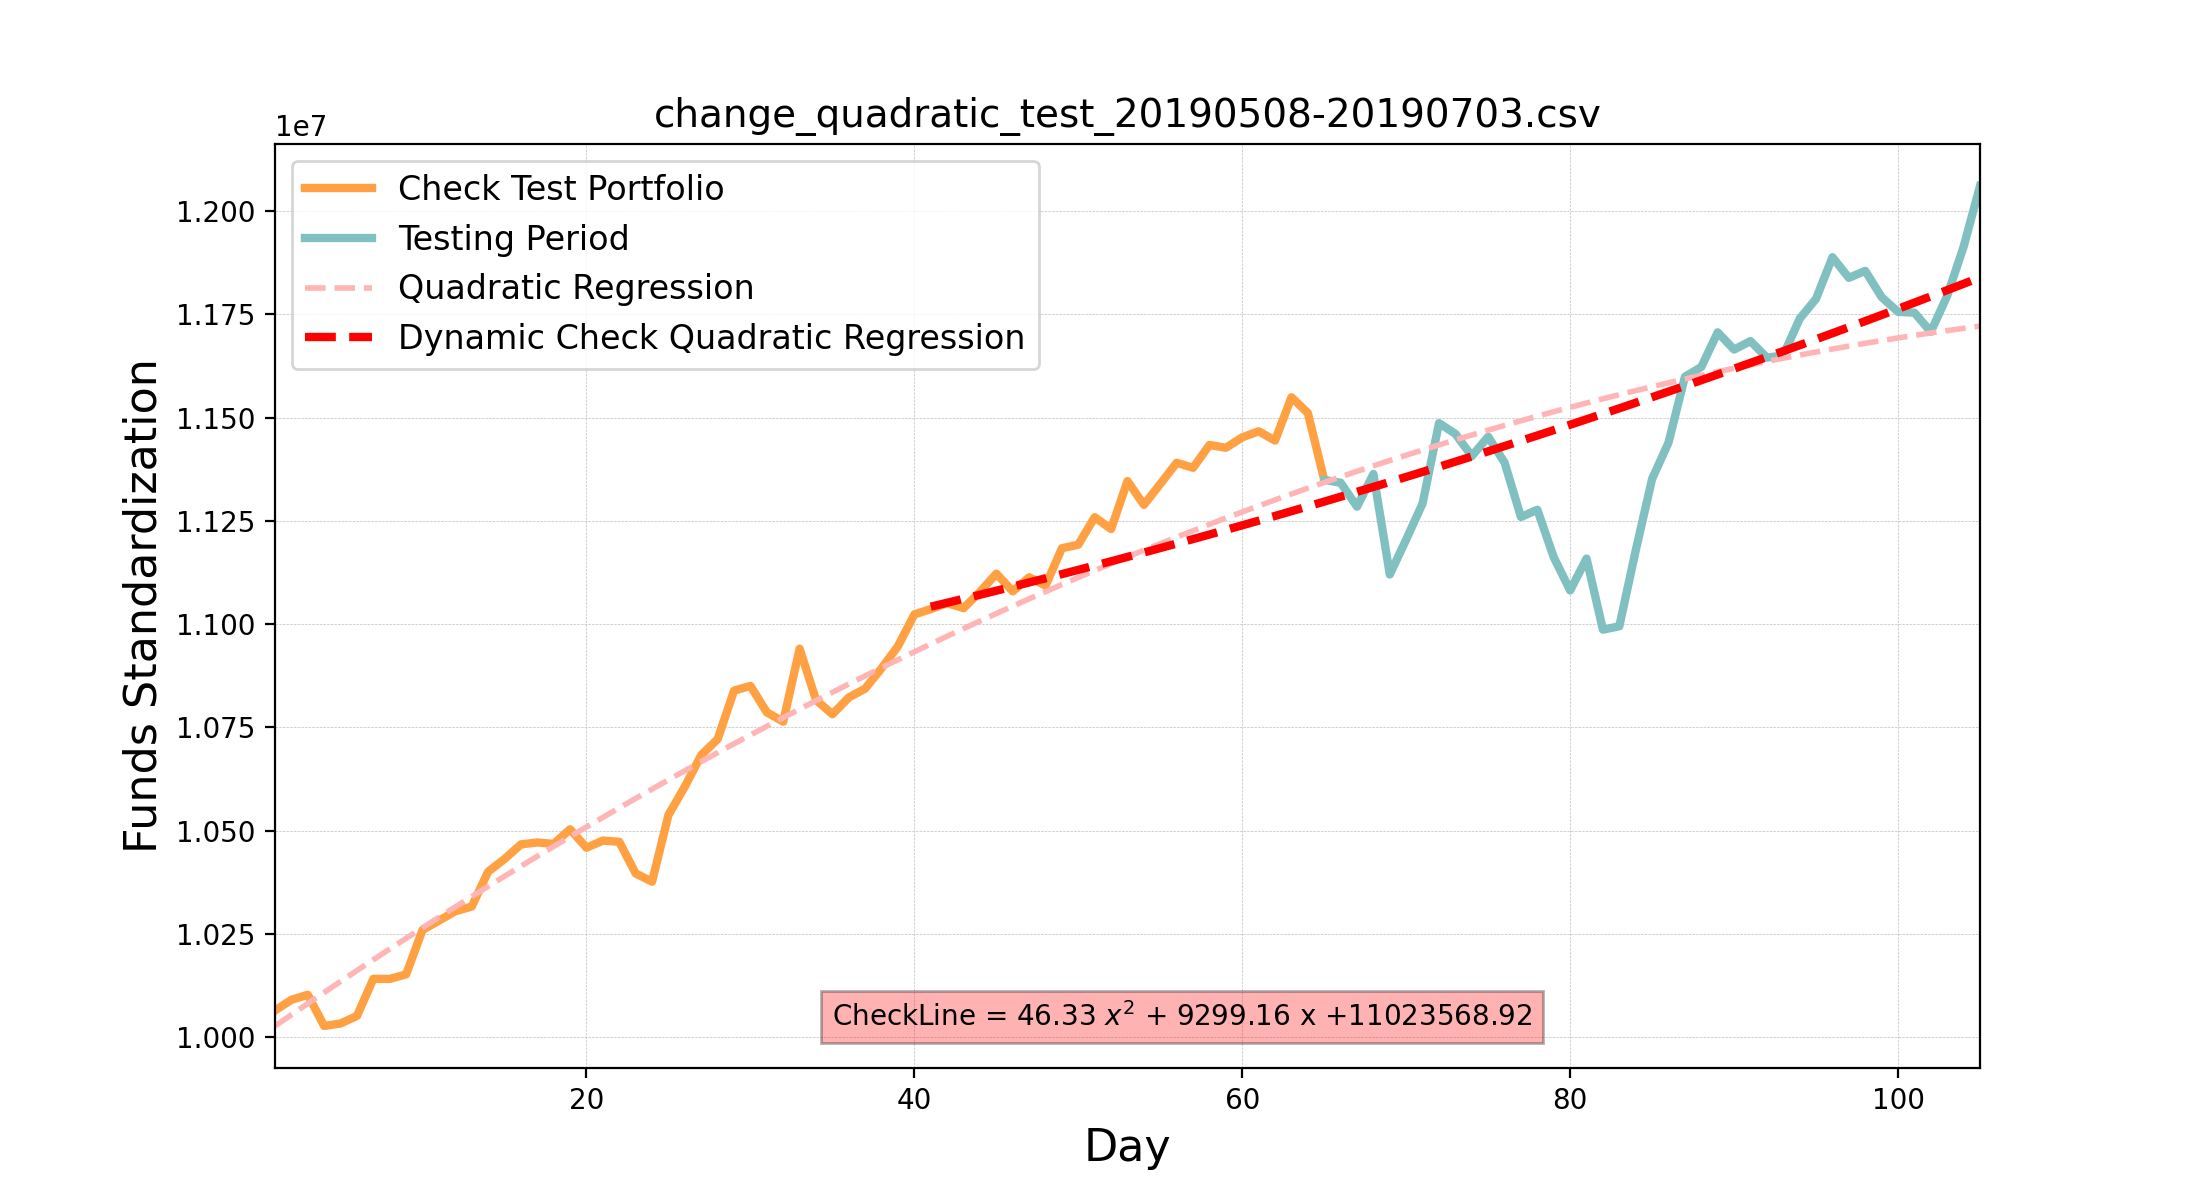 change_quadratic_test_20190508-20190703.csv
1e7
Check Test Portfolio
Testing Period
Quadratic Regression
Dynamic Check Quadratic Regression
1.200
1.175
1.150
1.125
1.100
1.075
1.050
1.025
1.000
Funds Standardization
CheckLine = 46.33 x² + 9299.16 x +11023568.92
20 40 60 80 100
Day